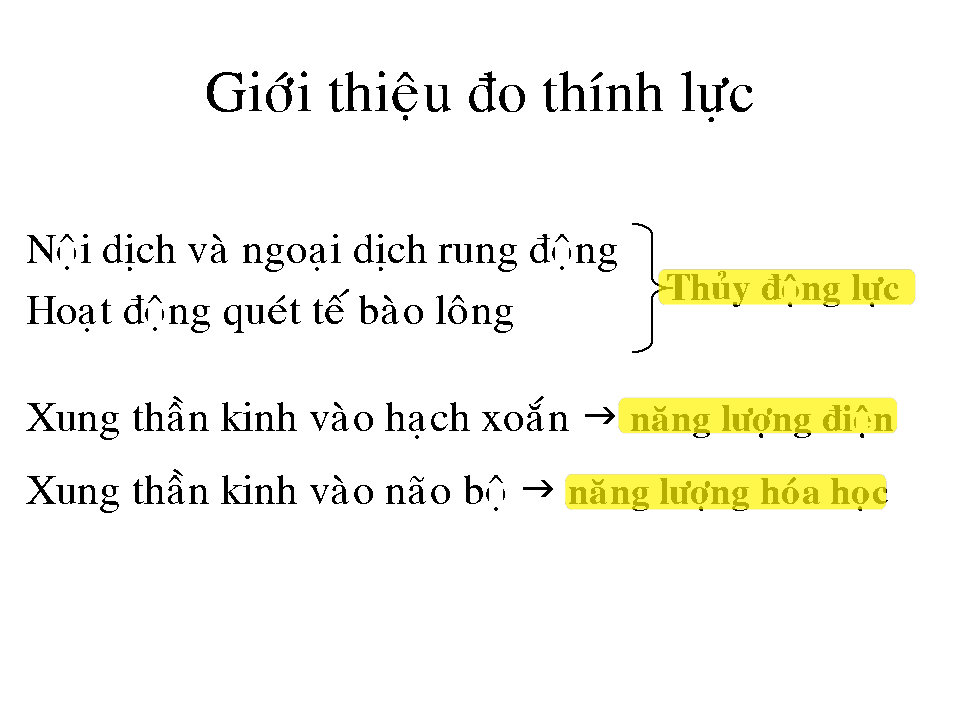 Giới thiệu đo thính lực
Nội dịch và ngoại dịch rung động
Hoạt động quét tế bào lông
Thủy động lực
Xung thần kinh vào hạch xoắn → năng lượng điện
Xung thần kinh vào não bộ → năng lượng hóa học